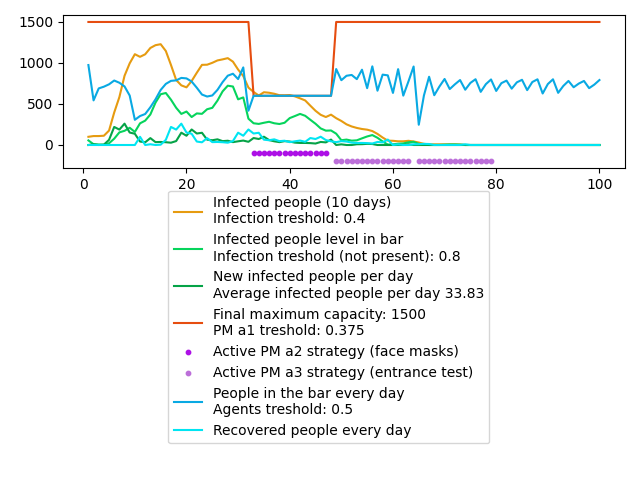 1500
1000
500
0
0 20 40 60 80 100
Infected people (10 days)
Infection treshold: 0.4
Infected people level in bar
Infection treshold (not present): 0.8
New infected people per day
Average infected people per day 33.83
Final maximum capacity: 1500
PM a1 treshold: 0.375
Active PM a2 strategy (face masks)
Active PM a3 strategy (entrance test)
People in the bar every day
Agents treshold: 0.5
Recovered people every day